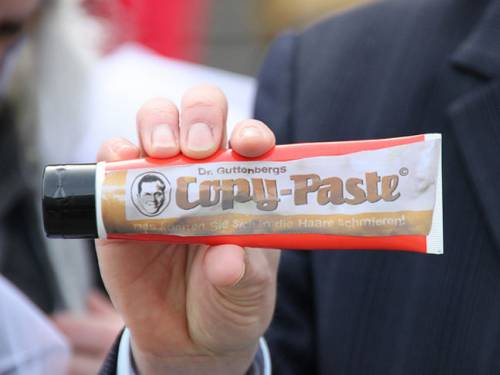 Dr. Guttenbergs
Copy-Paste©
Das können Sie sich in die Haare schmieren!